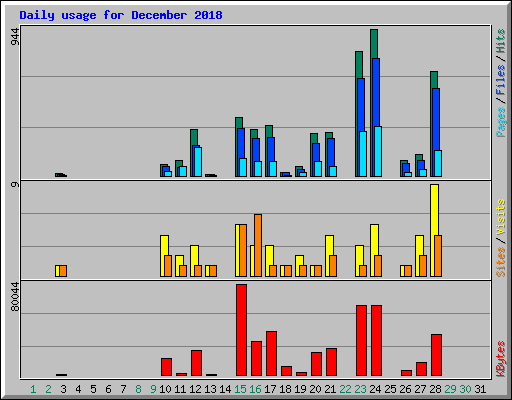 Daily usage for December 2018
944
Pages / Files / Hits
9
Sites / Visits
80044
KBytes
1 2 3 4 5 6 7 8 9 10 11 12 13 14 15 16 17 18 19 20 21 22 23 24 25 26 27 28 29 30 31